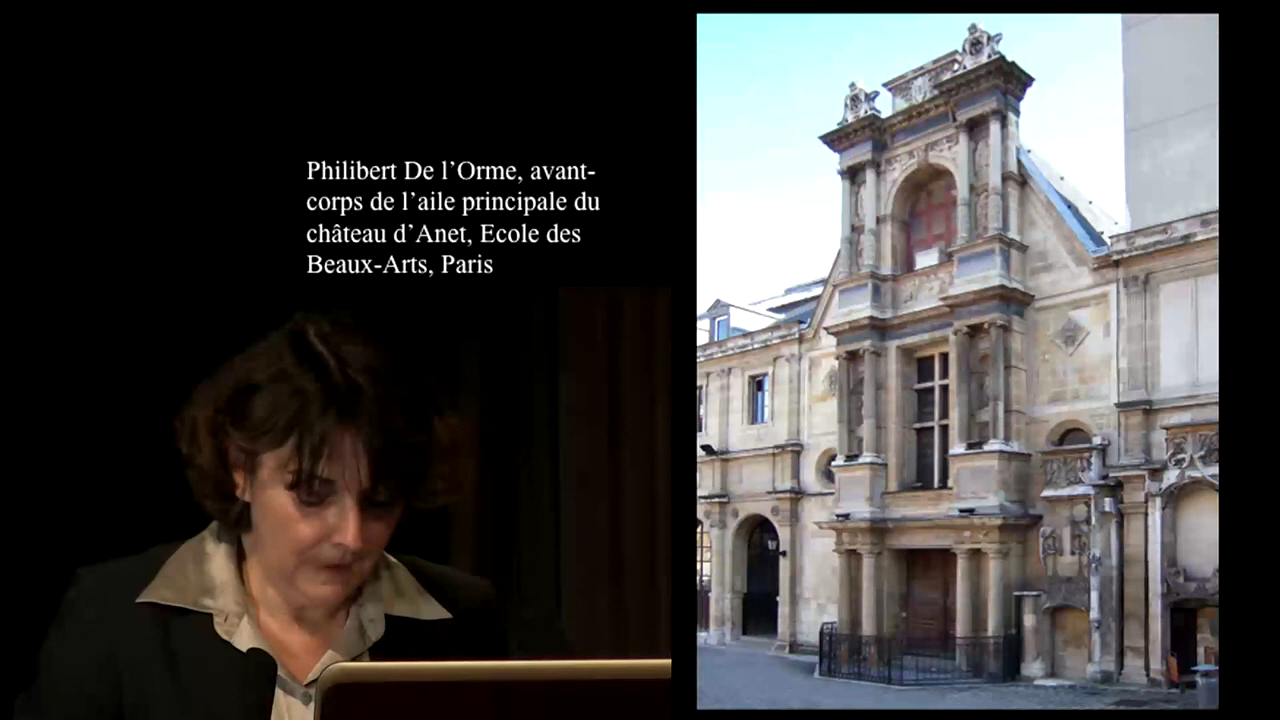 Philibert De l’Orme, avant-
corps de l’aile principale du
château d’Anet, Ecole des
Beaux-Arts, Paris